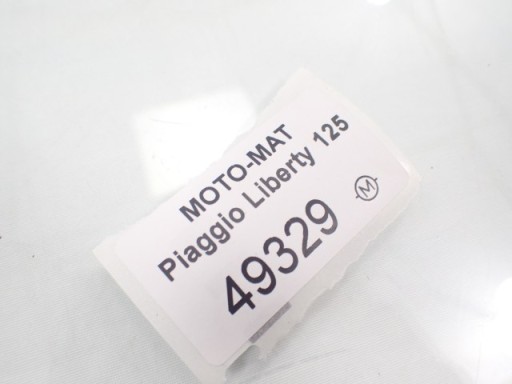 MOTO-MAT
Piaggio Liberty 125
49329
M